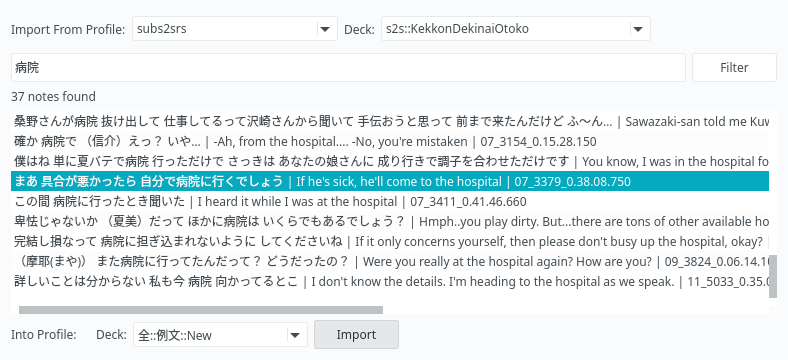 Import From Profile: subs2srs Deck: s2s::KekkonDekinaiOtoko
病院 Filter
37 notes found
桑野さんが病院 抜け出して 仕事してるって沢崎さんから聞いて 手伝おうと思って 前まで来たんだけど ふ〜ん… | Sawazaki-san told me Kuw
確か 病院で （信介）えっ？ いや… | -Ah, from the hospital.... -No, you're mistaken | 07_3154_0.15.28.150
僕はね 単に夏バテで病院 行っただけで さっきは あなたの娘さんに 成り行きで調子を合わせただけです | You know, I was in the hospital fo
まあ 具合が悪かったら 自分で病院に行くでしょう | If he's sick, he'll come to the hospital | 07_3379_0.38.08.750
この間 病院に行ったとき聞いた | I heard it while I was at the hospital | 07_3411_0.41.46.660
卑怯じゃないか （夏美）だって ほかに病院は いくらでもあるでしょう？ | Hmph..you play dirty. But...there are tons of other available ho
完結し損なって 病院に担ぎ込まれないように してくださいね | If it only concerns yourself, then please don't busy up the hospital, okay? |
（摩耶(まや)） また病院に行ってたんだって？ どうだったの？ | Were you really at the hospital again? How are you? | 09_3824_0.06.14.10
詳しいことは分からない 私も今 病院 向かってるとこ | I don't know the details. I'm heading to the hospital as we speak. | 11_5033_0.35.0
Into Profile: Deck: 全::例文::New Import